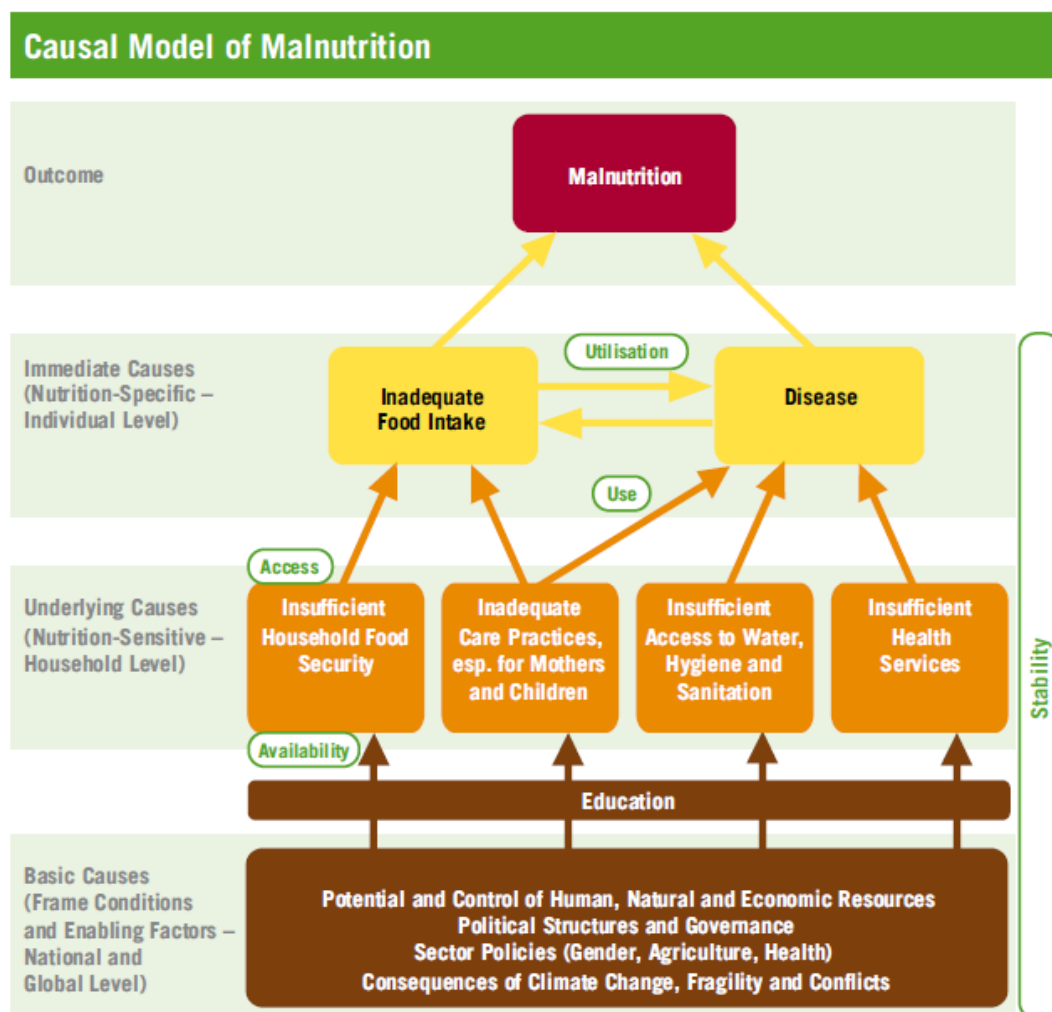 Causal Model of Malnutrition
Outcome
Malnutrition
Immediate Causes
(Nutrition-Specific –
Individual Level)
Utilisation
Inadequate
Food Intake
Disease
Use
Access
Underlying Causes
(Nutrition-Sensitive –
Household Level)
Insufficient
Household Food
Security
Inadequate
Care Practices,
esp. for Mothers
and Children
Insufficient
Access to Water,
Hygiene and
Sanitation
Insufficient
Health
Services
Stability
Availability
Education
Basic Causes
(Frame Conditions
and Enabling Factors –
National and
Global Level)
Potential and Control of Human, Natural and Economic Resources
Political Structures and Governance
Sector Policies (Gender, Agriculture, Health)
Consequences of Climate Change, Fragility and Conflicts